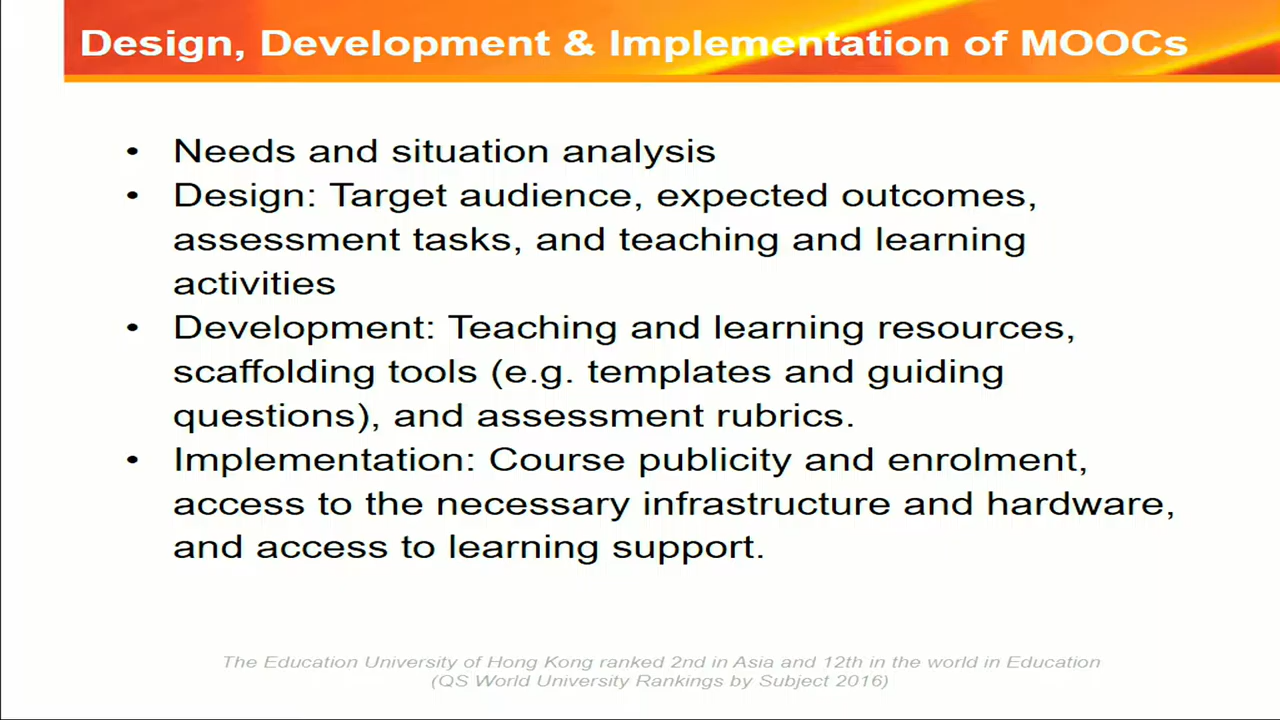 Design, Development & Implementation of MOOCs
• Needs and situation analysis
• Design: Target audience, expected outcomes,
assessment tasks, and teaching and learning
activities
• Development: Teaching and learning resources,
scaffolding tools (e.g. templates and guiding
questions), and assessment rubrics.
• Implementation: Course publicity and enrolment,
access to the necessary infrastructure and hardware,
and access to learning support.
The Education University of Hong Kong ranked 2nd in Asia and 12th in the world in Education
(QS World University Rankings by Subject 2016)